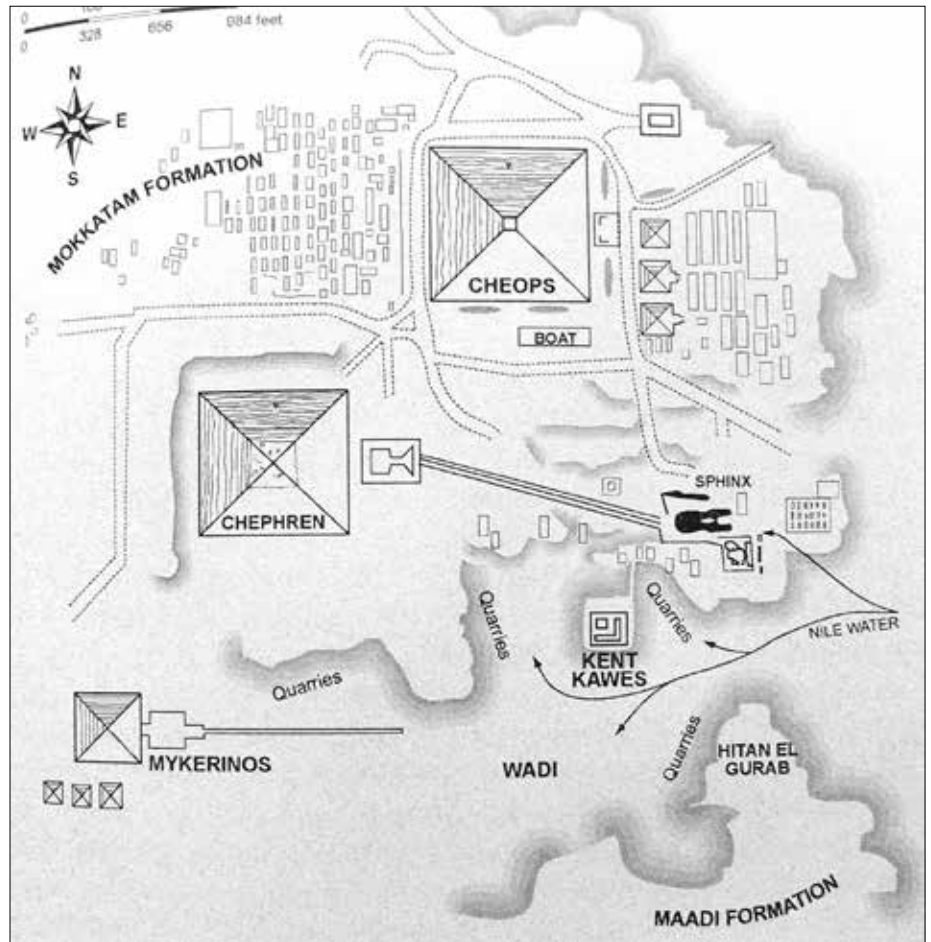 0
328
656
984 feet
N
W
E
S
MOKKATAM FORMATION
CHEOPS
BOAT
CHEPHREN
SPHINX
Quarries
Quarries
NILE WATER
KENT
KAWES
Quarries
MYKERINOS
WADI
Quarries
HITAN EL
GURAB
MAADI FORMATION